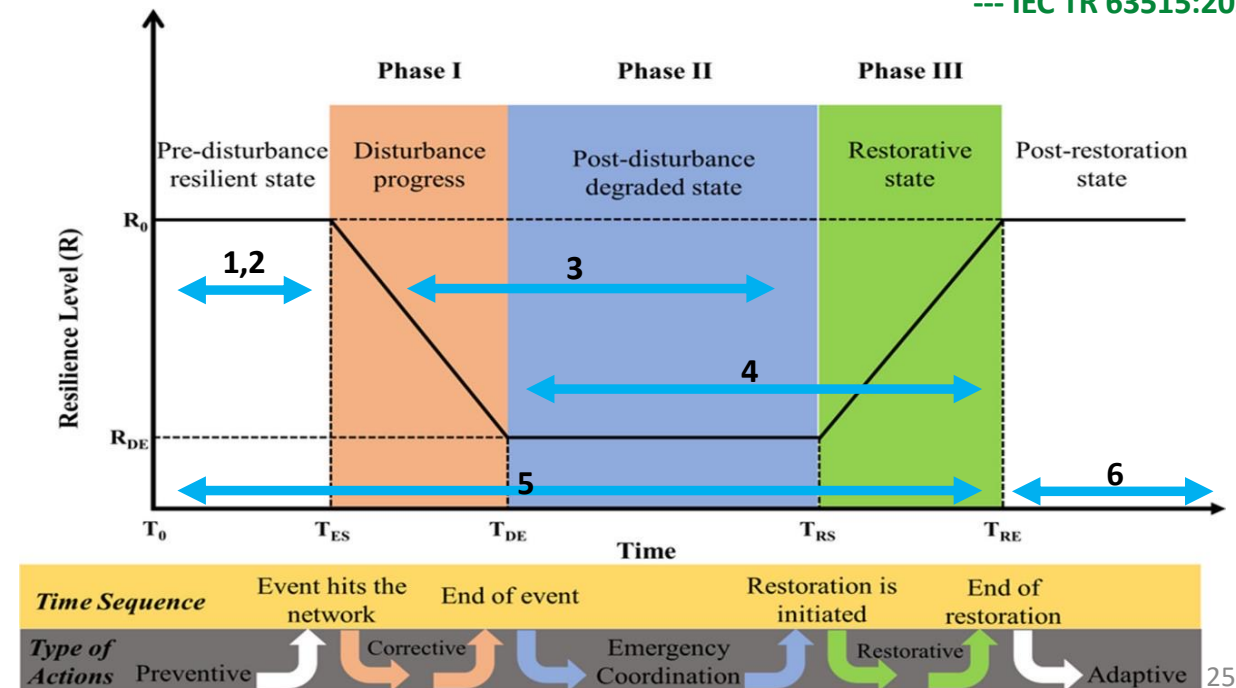 --- IEC TR 63515:20
Phase I
Phase II
Phase III
Pre-disturbance
resilient state
Disturbance
progress
Post-disturbance
degraded state
Restorative
state
Post-restoration
state
R0
1,2
3
4
Resilience Level (R)
RDE
5
6
T0
TES
TDE
TRS
TRE
Time
Time Sequence
Event hits the
network
End of event
Restoration is
initiated
End of
restoration
Type of
Actions
Preventive
Corrective
Emergency
Coordination
Restorative
Adaptive
25